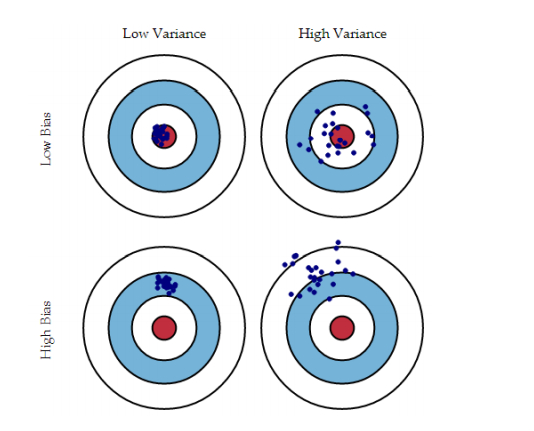 Low Variance
High Variance
Low Bias
High Bias